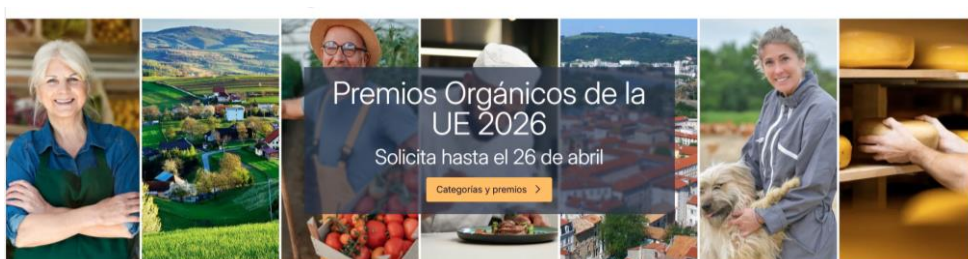 Premios Orgánicos de la
UE 2026
Solicita hasta el 26 de abril
Categorías y premios